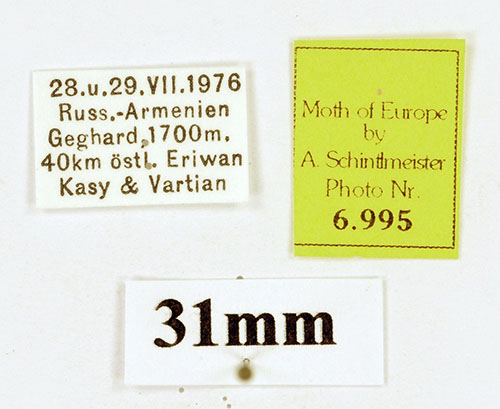 28.u.29.VII.1976
Russ.-Armenien
Geghard,1700m.
40km östl. Eriwan
Kasy & Vartian
Moth of Europe
by
A. Schintlmeister
Photo Nr.
6.995
31mm